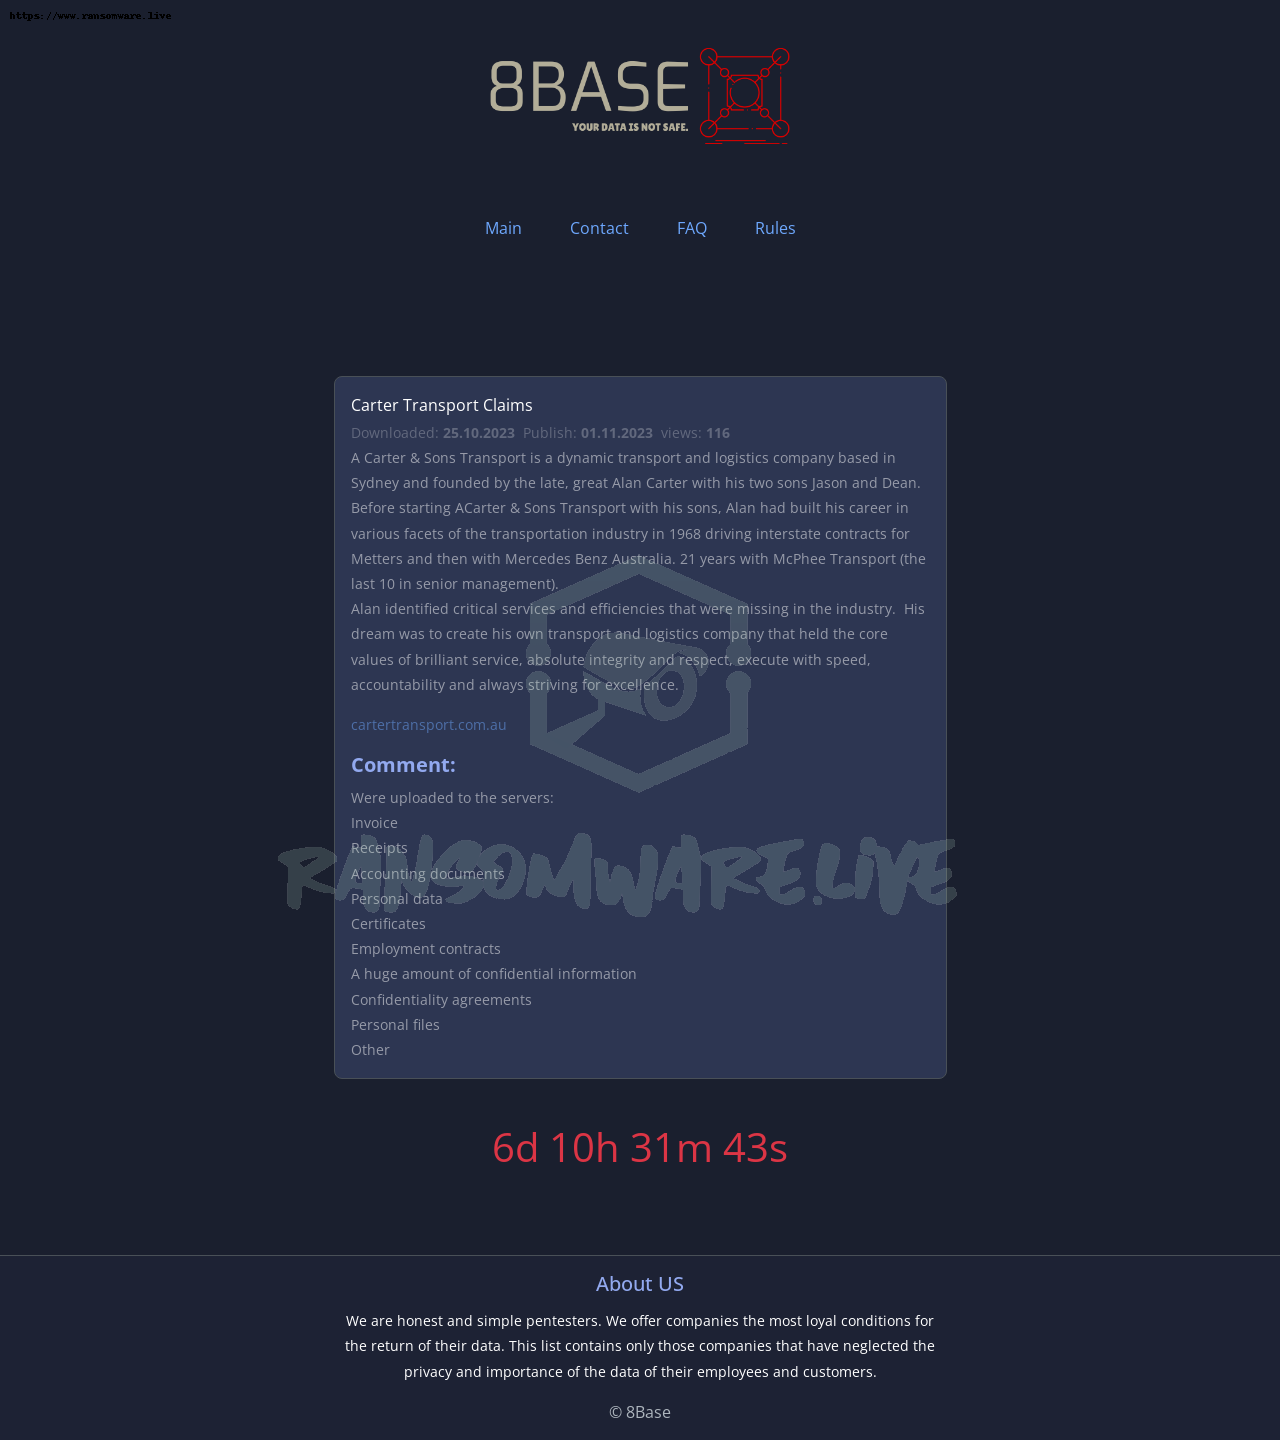 https://www.ransomware.live
8BASE
YOUR DATA IS NOT SAFE.
Main Contact FAQ Rules
Carter Transport Claims
Downloaded: 25.10.2023 Publish: 01.11.2023 views: 116
A Carter & Sons Transport is a dynamic transport and logistics company based in
Sydney and founded by the late, great Alan Carter with his two sons Jason and Dean.
Before starting ACarter & Sons Transport with his sons, Alan had built his career in
various facets of the transportation industry in 1968 driving interstate contracts for
Metters and then with Mercedes Benz Australia. 21 years with McPhee Transport (the
last 10 in senior management).
Alan identified critical services and efficiencies that were missing in the industry.  His
dream was to create his own transport and logistics company that held the core
values of brilliant service, absolute integrity and respect, execute with speed,
accountability and always striving for excellence.
cartertransport.com.au
Comment:
Were uploaded to the servers:
Invoice
Receipts
RANSOMWARE.LIVE
Accounting documents
Personal data
Certificates
Employment contracts
A huge amount of confidential information
Confidentiality agreements
Personal files
Other
6d 10h 31m 43s
About US
We are honest and simple pentesters. We offer companies the most loyal conditions for
the return of their data. This list contains only those companies that have neglected the
privacy and importance of the data of their employees and customers.
© 8Base